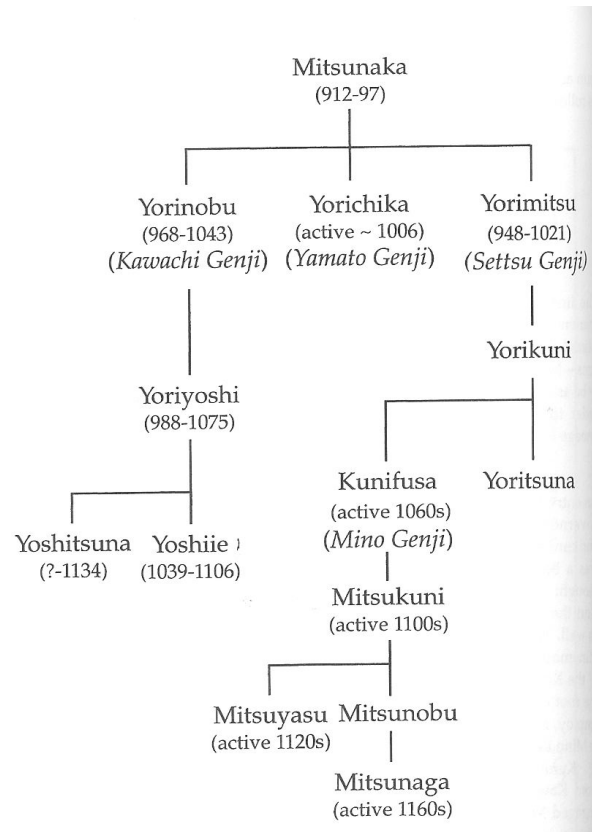 Mitsunaka
(912-97)
Yorinobu
(968-1043)
(Kawachi Genji)
Yorichika
(active ~ 1006)
(Yamato Genji)
Yorimitsu
(948-1021)
(Settsu Genji)
Yorikuni
Yoriyoshi
(988-1075)
Kunifusa
(active 1060s)
(Mino Genji)
Yoritsuna
Yoshitsuna
(?-1134)
Yoshiie
(1039-1106)
Mitsukuni
(active 1100s)
Mitsuyasu
(active 1120s)
Mitsunobu
Mitsunaga
(active 1160s)